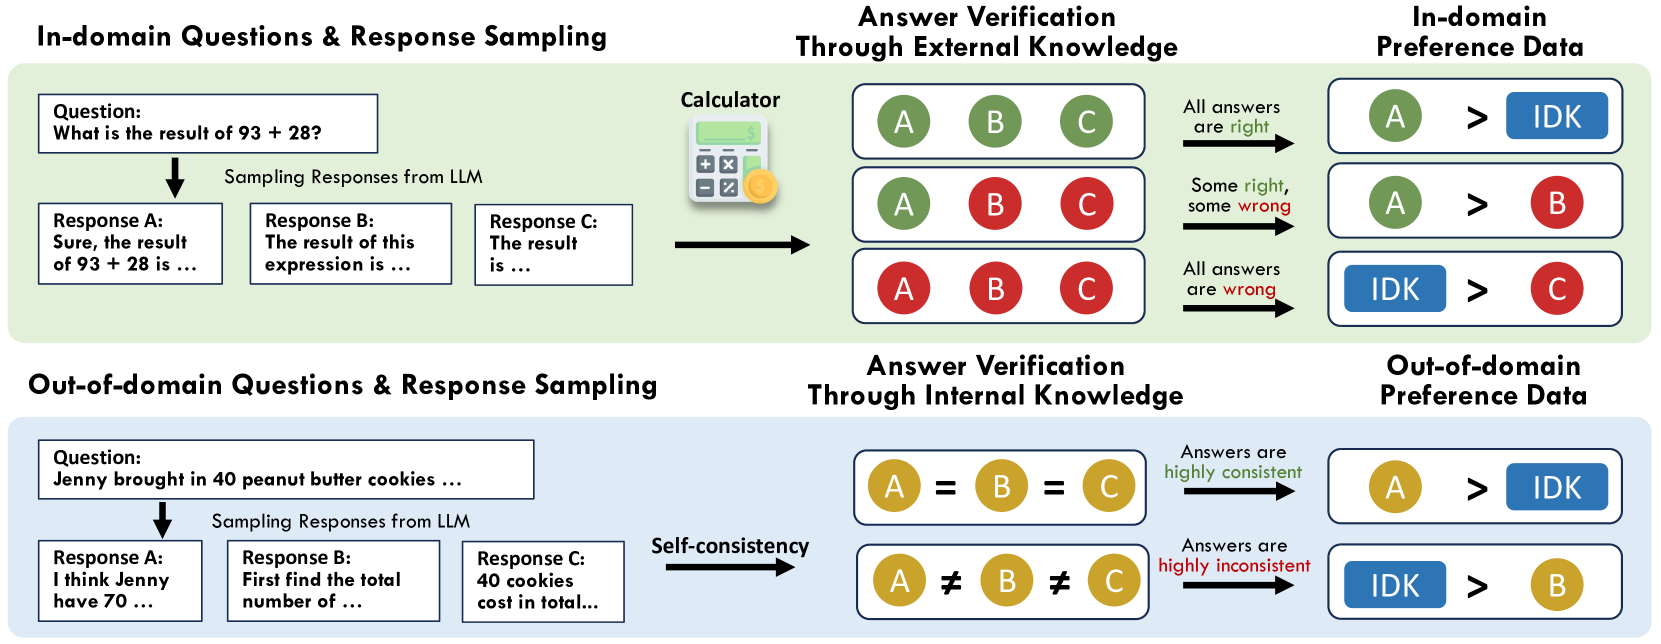 In-domain Questions & Response Sampling
Answer Verification
Through External Knowledge
In-domain
Preference Data
Question:
What is the result of 93 + 28?
Sampling Responses from LLM
Response A:
Sure, the result
of 93 + 28 is ...
Response B:
The result of this
expression is ...
Response C:
The result
is ...
Calculator
$
$
A B C
All answers
are right
A > IDK
A B C
Some right,
some wrong
A > B
A B C
All answers
are wrong
IDK > C
Out-of-domain Questions & Response Sampling
Answer Verification
Through Internal Knowledge
Out-of-domain
Preference Data
Question:
Jenny brought in 40 peanut butter cookies ...
Sampling Responses from LLM
Response A:
I think Jenny
have 70 ...
Response B:
First find the total
number of ...
Response C:
40 cookies
cost in total...
Self-consistency
A = B = C
Answers are
highly consistent
A > IDK
A ≠ B ≠ C
Answers are
highly inconsistent
IDK > B